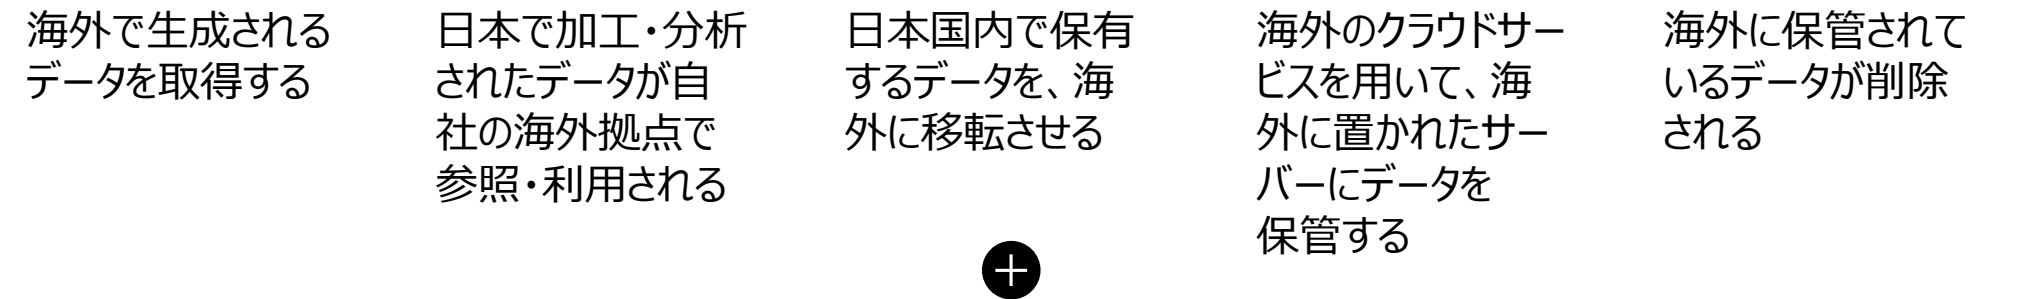 海外で生成される
データを取得する
日本で加工・分析
されたデータが自
社の海外拠点で
参照・利用される
日本国内で保有
するデータを、海
外に移転させる
海外のクラウドサー
ビスを用いて、海
外に置かれたサー
バーにデータを
保管する
海外に保管されて
いるデータが削除
される